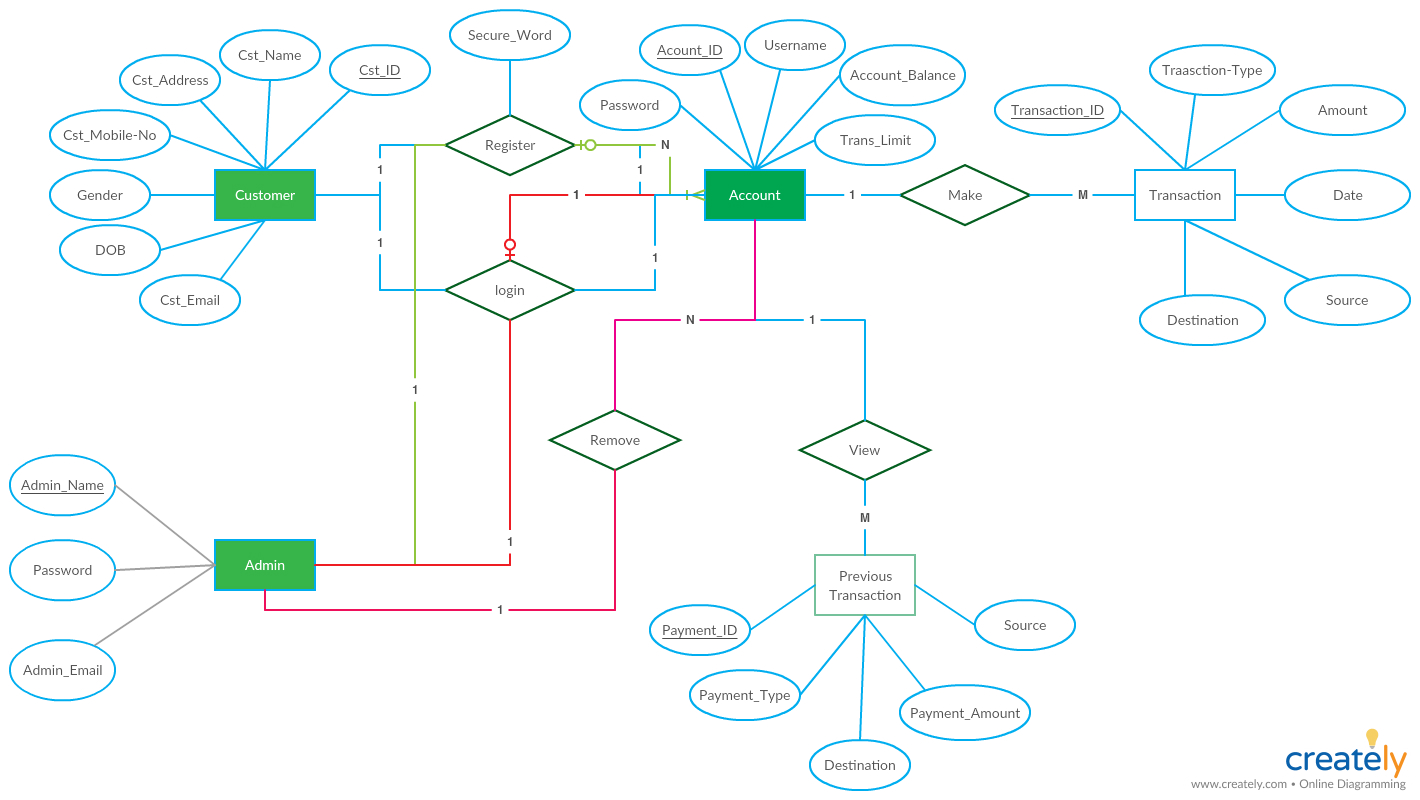 Secure_Word
Cst_Name
Cst_ID
Cst_Address
Cst_Mobile-No
Gender
DOB
Cst_Email
Customer
Register
login
Acount_ID
Username
Account_Balance
Password
Trans_Limit
Account
Make
Traasction-Type
Transaction_ID
Amount
Transaction
Date
Source
Destination
1
1
N
1
1
1
1
M
1
N
1
1
1
M
Remove
View
Admin_Name
Password
Admin_Email
Admin
Previous
Transaction
Payment_ID
Payment_Type
Destination
Payment_Amount
Source
creately
www.creately.com • Online Diagramming